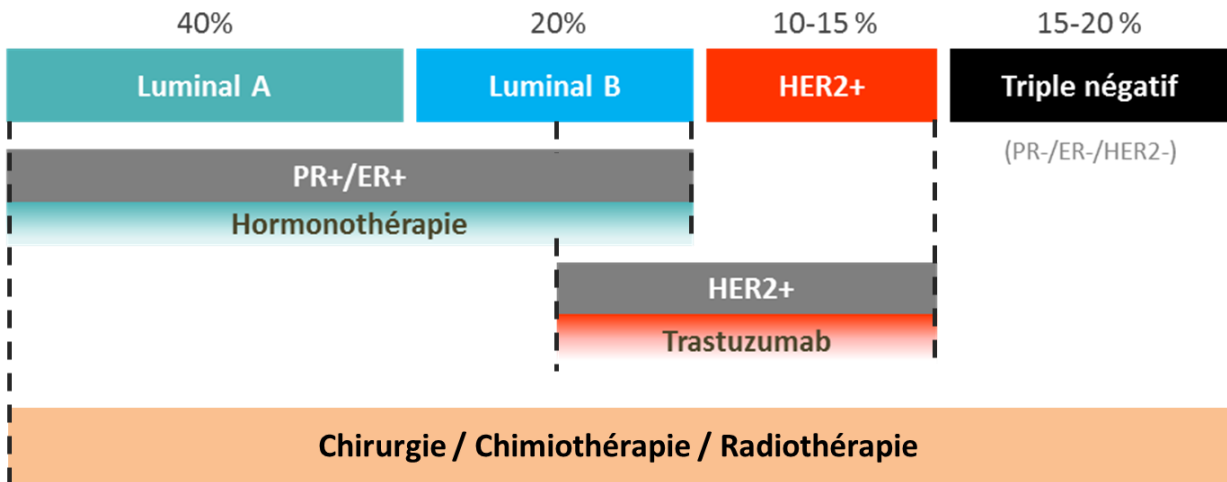 40%
20%
10-15 %
15-20 %
Luminal A
Luminal B
HER2+
Triple négatif
(PR-/ER-/HER2-)
PR+/ER+
Hormonothérapie
HER2+
Trastuzumab
Chirurgie / Chimiothérapie / Radiothérapie